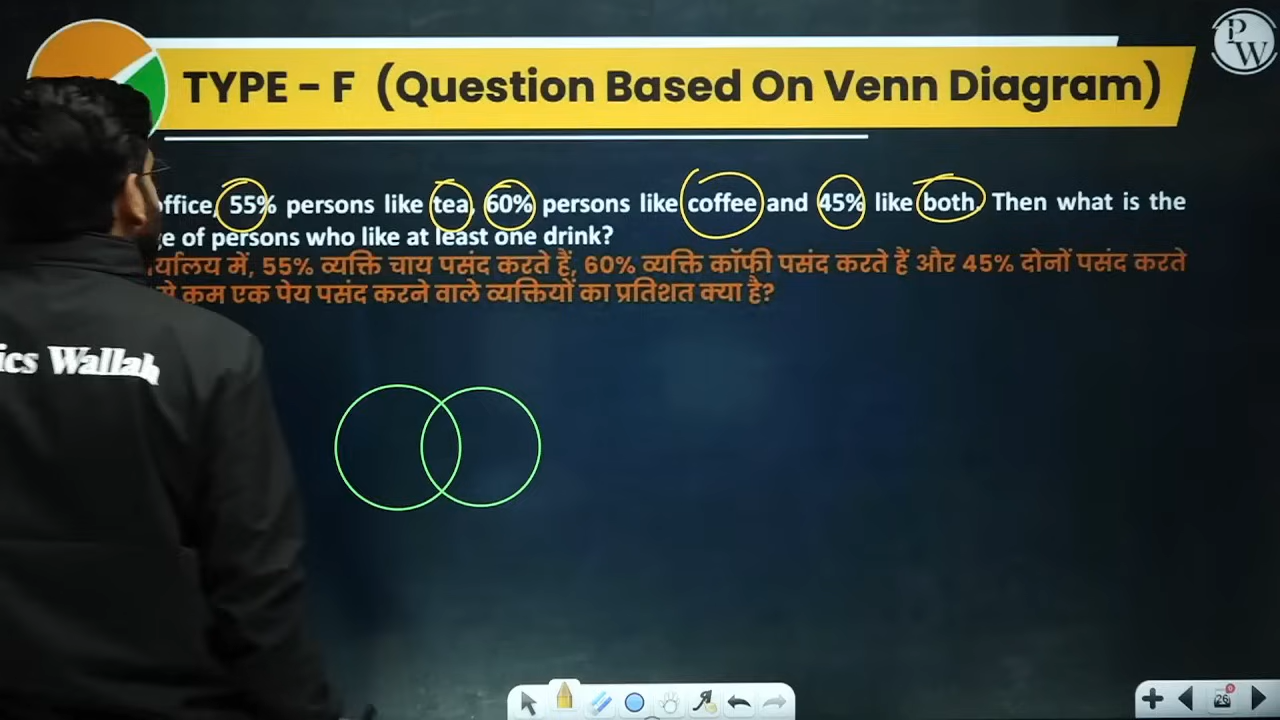 PW
TYPE - F (Question Based On Venn Diagram)
office, 55% persons like tea, 60% persons like coffee and 45% like both. Then what is the
of persons who like at least one drink?
में, 55% व्यक्ति चाय पसंद करते हैं, 60% व्यक्ति कॉफी पसंद करते हैं और 45% दोनों पसंद करते
कम एक पेय पसंद करने वाले व्यक्तियों का प्रतिशत क्या है?
ics Wallah
26